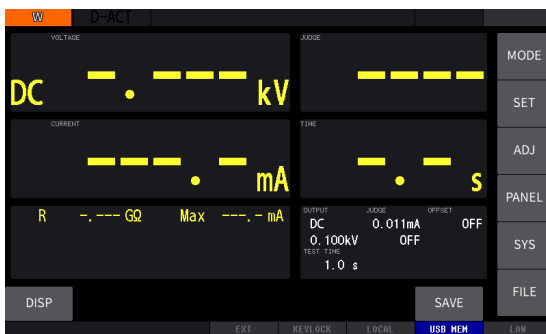 W D-ACT
VOLTAGE
DC -.--- kV
JUDGE
----
CURRENT
---.- mA
TIME
-.- s
R -.--- GΩ Max ---.- mA
OUTPUT JUDGE OFFSET
DC 0.011mA OFF
0.100kV OFF
TEST TIME
1.0 s
MODE
SET
ADJ
PANEL
SYS
FILE
DISP
SAVE
EXT KEYLOCK LOCAL USB MEM LAN